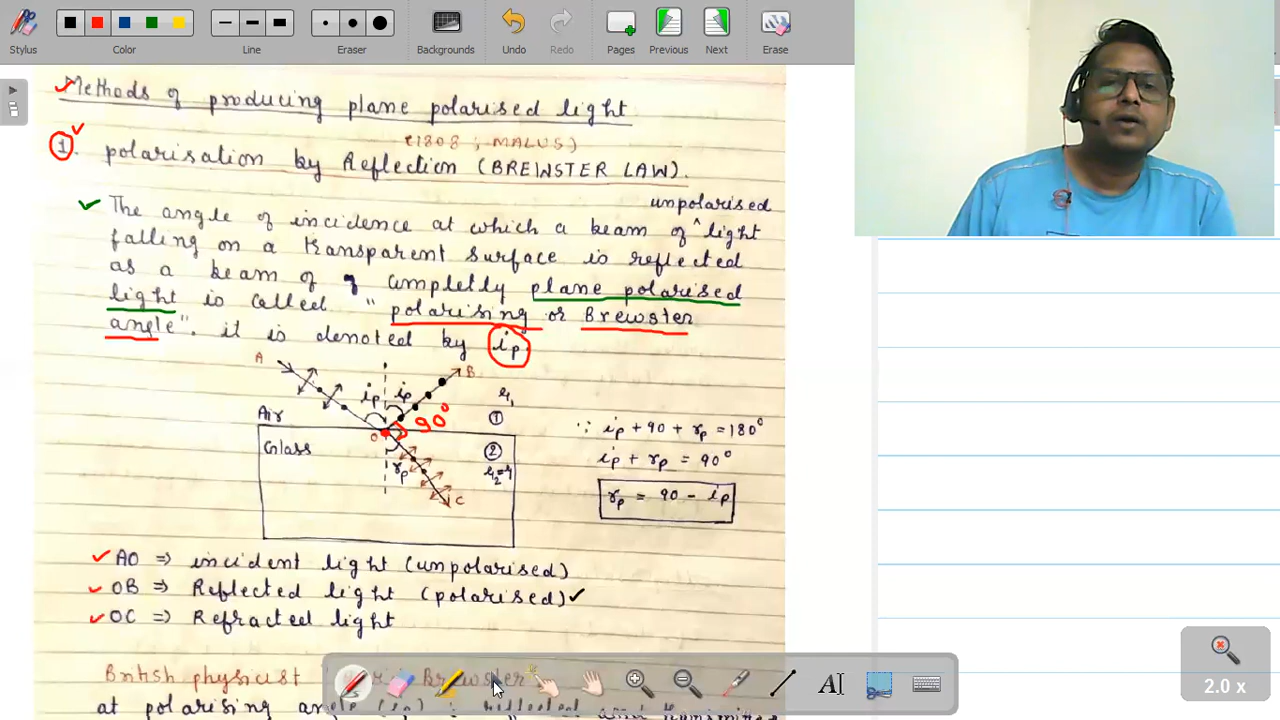 Stylus
Color
Line
Eraser
Backgrounds
Undo
Redo
Pages
Previous
Next
Erase
Methods of producing plane polarised light
(1808 ; MALUS)
1. polarisation by Reflection (BREWSTER LAW).
unpolarised
The angle of incidence at which a beam of ^ light
falling on a transparent surface is reflected
as a beam of completly plane polarised
light is called "polarising or Brewster
angle". it is denoted by ip.
A
ip
ip
B
90°
Air
①
O
Glass
②
rp
C
∵ ip + 90 + rp = 180°
ip + rp = 90°
rp = 90 - ip
AO ⇒ incident light (unpolarised)
OB ⇒ Reflected light (polarised)
OC ⇒ Refracted light
British physicist Brewster
at polarising angle
AI
2.0 x